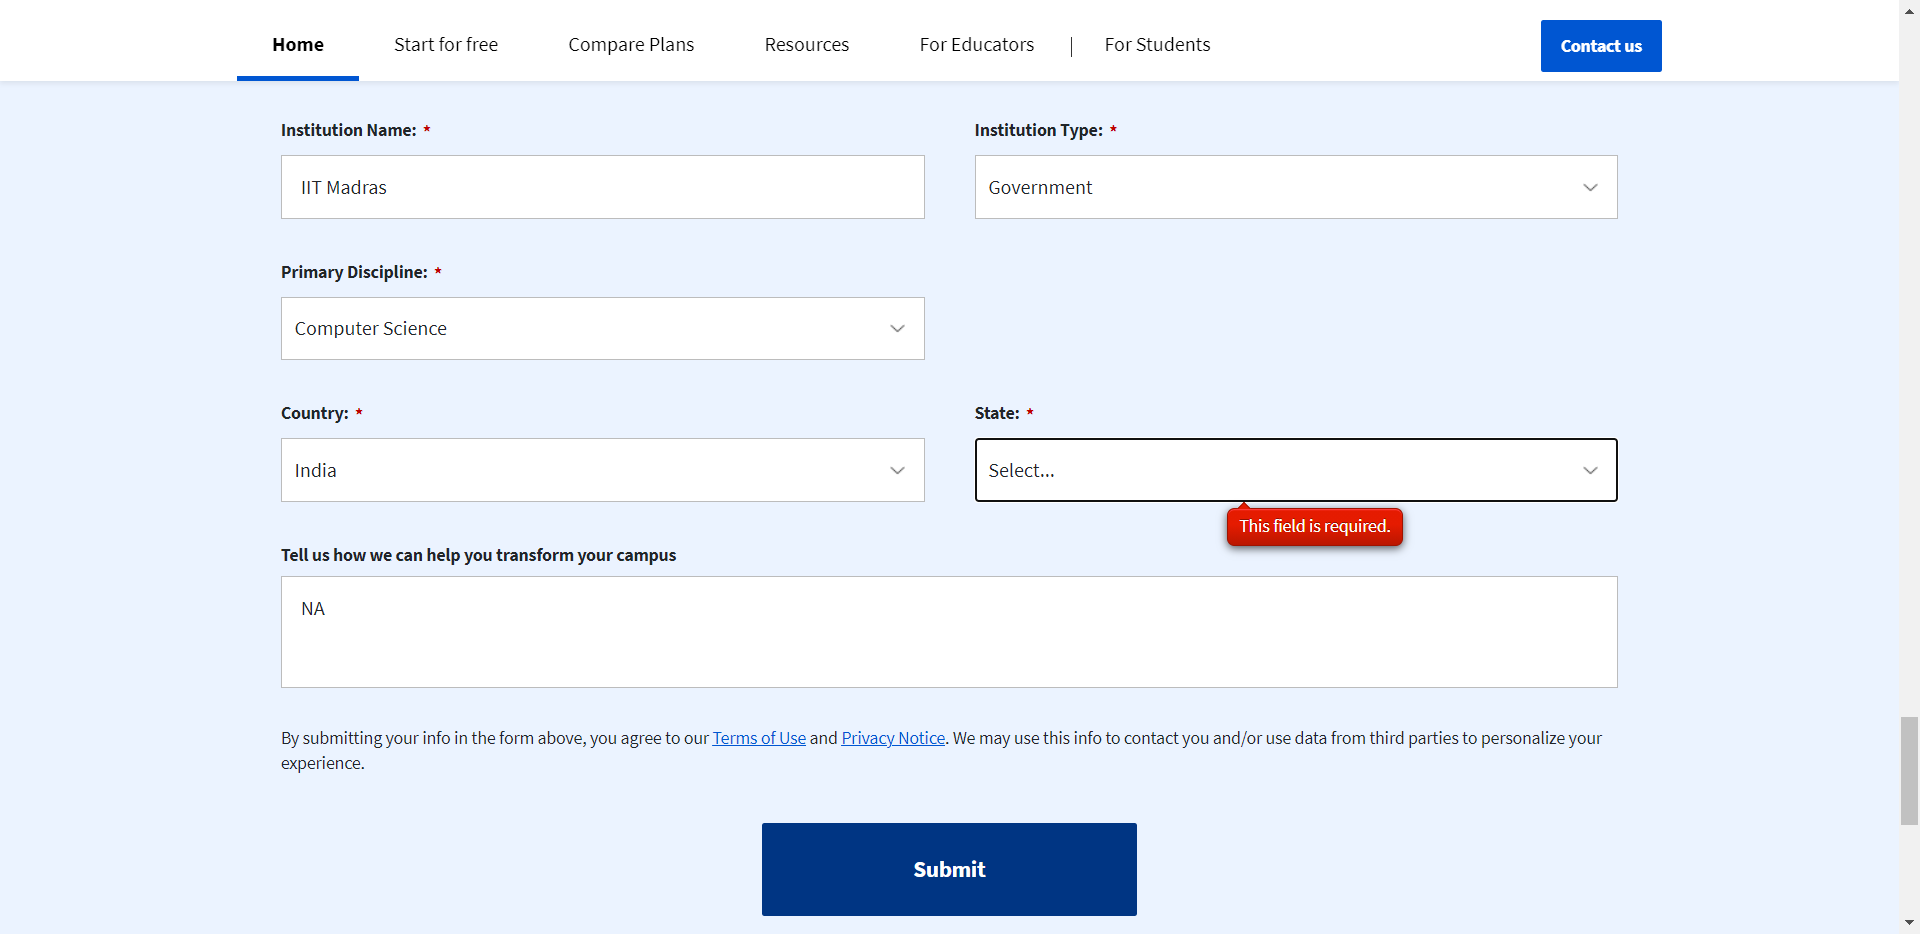 Home Start for free Compare Plans Resources For Educators | For Students Contact us
Institution Name: * Institution Type: *
IIT Madras Government
Primary Discipline: *
Computer Science
Country: * State: *
India Select...
This field is required.
Tell us how we can help you transform your campus
NA
By submitting your info in the form above, you agree to our Terms of Use and Privacy Notice. We may use this info to contact you and/or use data from third parties to personalize your
experience.
Submit